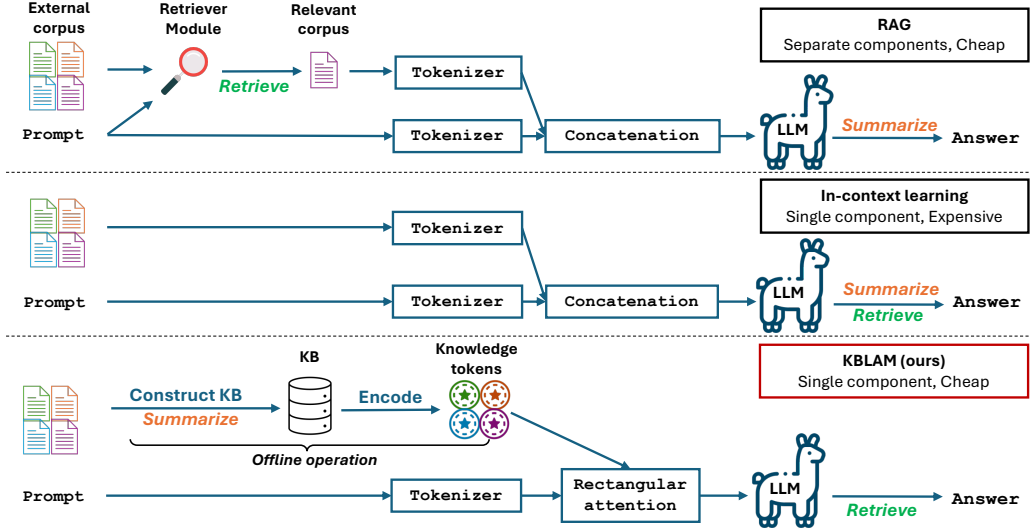 External
corpus
Retriever
Module
Relevant
corpus
RAG
Separate components, Cheap
Retrieve
Tokenizer
Prompt
Tokenizer
Concatenation
LLM
Summarize
Answer
In-context learning
Single component, Expensive
Tokenizer
Prompt
Tokenizer
Concatenation
LLM
Summarize
Retrieve
Answer
KBLAM (ours)
Single component, Cheap
KB
Knowledge
tokens
Construct KB
Summarize
Encode
Offline operation
Prompt
Tokenizer
Rectangular
attention
LLM
Retrieve
Answer